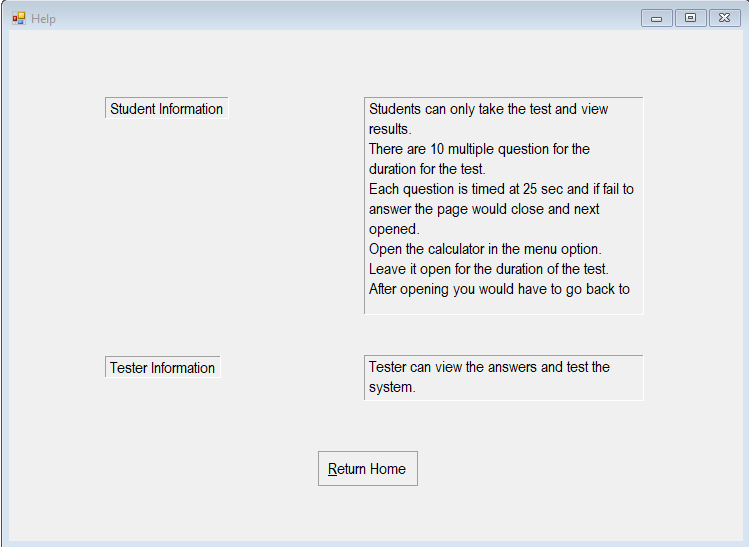 Help
Student Information
Students can only take the test and view
results.
There are 10 multiple question for the
duration for the test.
Each question is timed at 25 sec and if fail to
answer the page would close and next
opened.
Open the calculator in the menu option.
Leave it open for the duration of the test.
After opening you would have to go back to
Tester Information
Tester can view the answers and test the
system.
Return Home